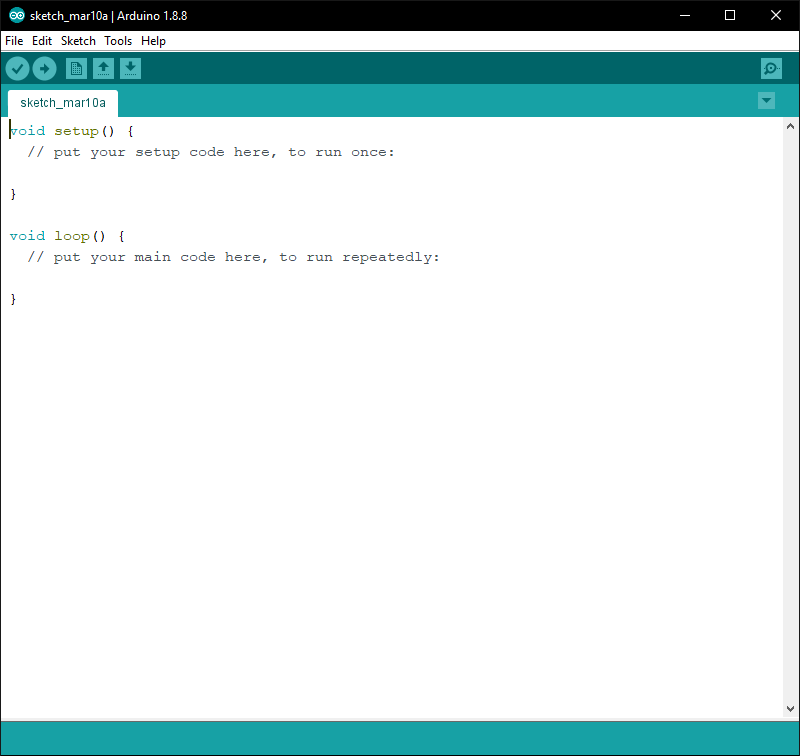 sketch_mar10a | Arduino 1.8.8
File Edit Sketch Tools Help
sketch_mar10a
void setup() {
  // put your setup code here, to run once:
}
void loop() {
  // put your main code here, to run repeatedly:
}